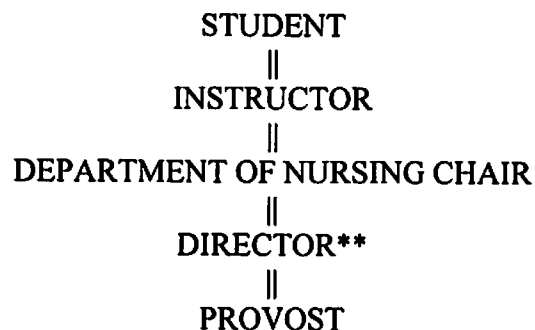 STUDENT
||
INSTRUCTOR
||
DEPARTMENT OF NURSING CHAIR
||
DIRECTOR**
||
PROVOST